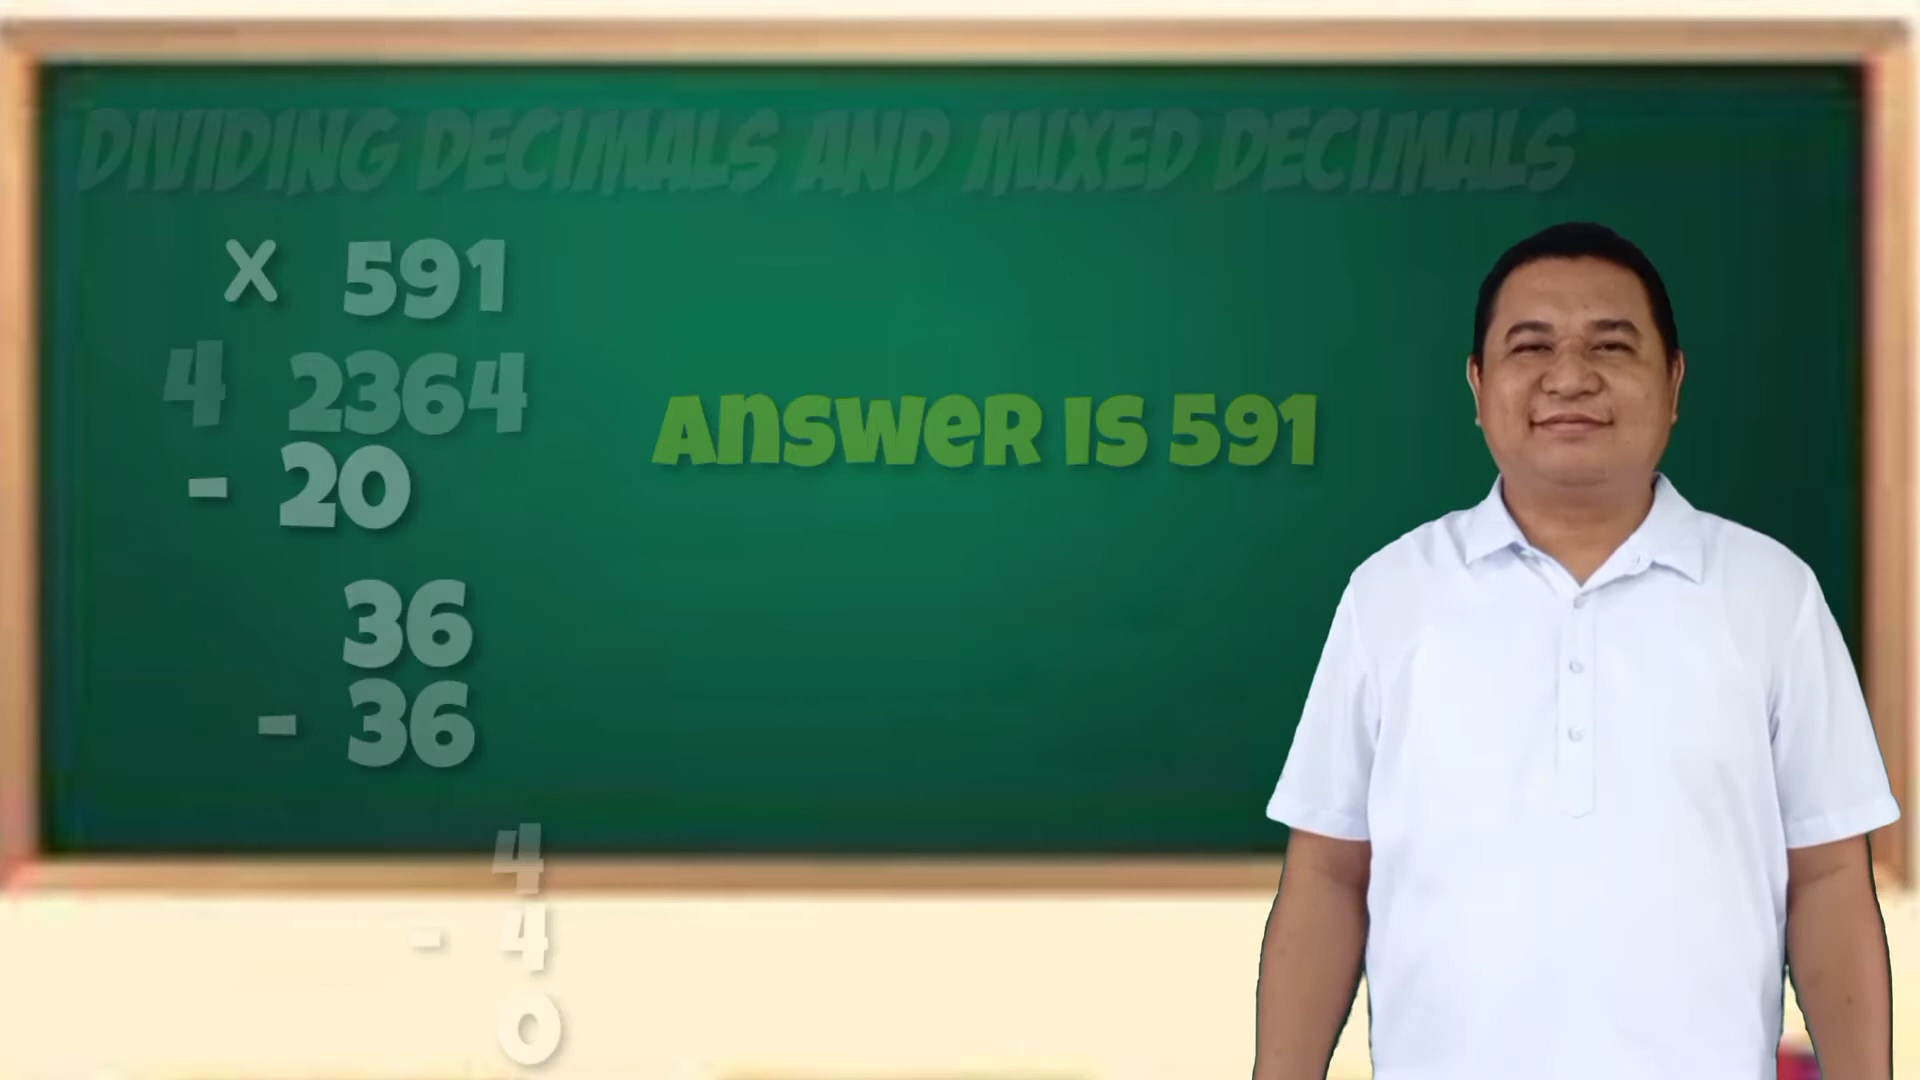 DIVIDING DECIMALS AND MIXED DECIMALS
x 591
4 2364
- 20
36
- 36
4
- 4
0
Answer is 591